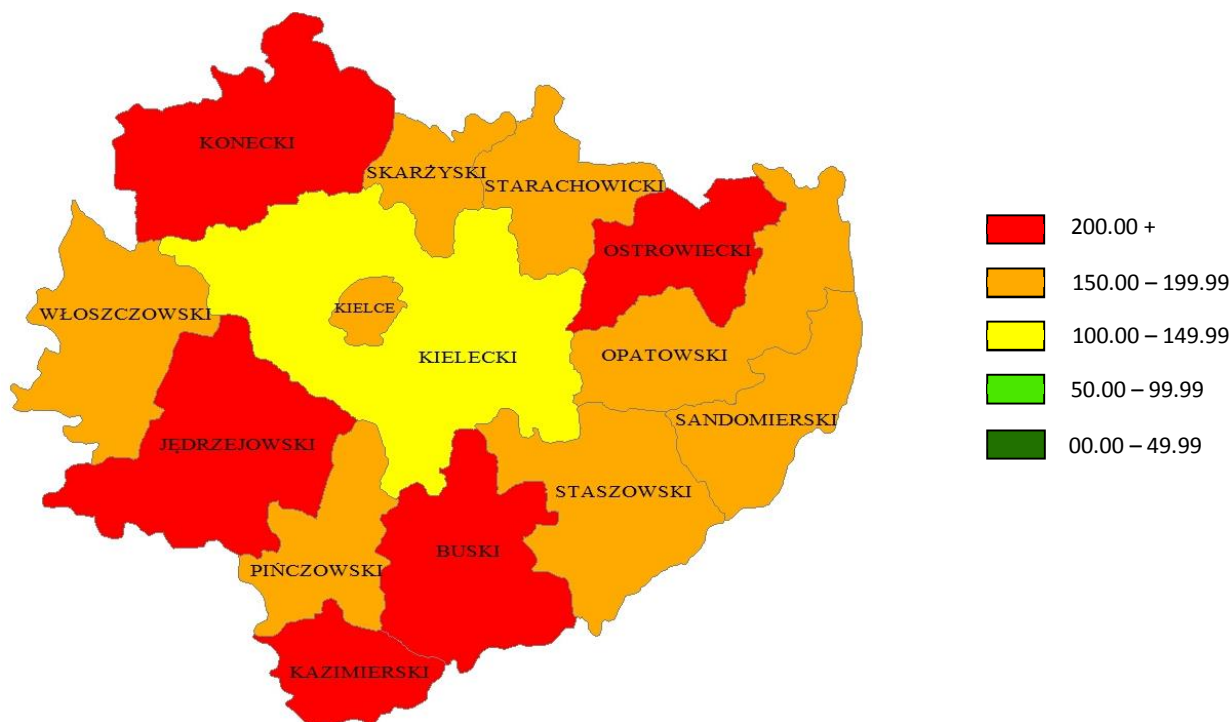 KONECKI
SKARŻYSKI
STARACHOWICKI
OSTROWIECKI
WŁOSZCZOWSKI
KIELCE
KIELECKI
OPATOWSKI
SANDOMIERSKI
JĘDRZEJOWSKI
STASZOWSKI
BUSKI
PIŃCZOWSKI
KAZIMIERSKI
200.00 +
150.00 – 199.99
100.00 – 149.99
50.00 – 99.99
00.00 – 49.99